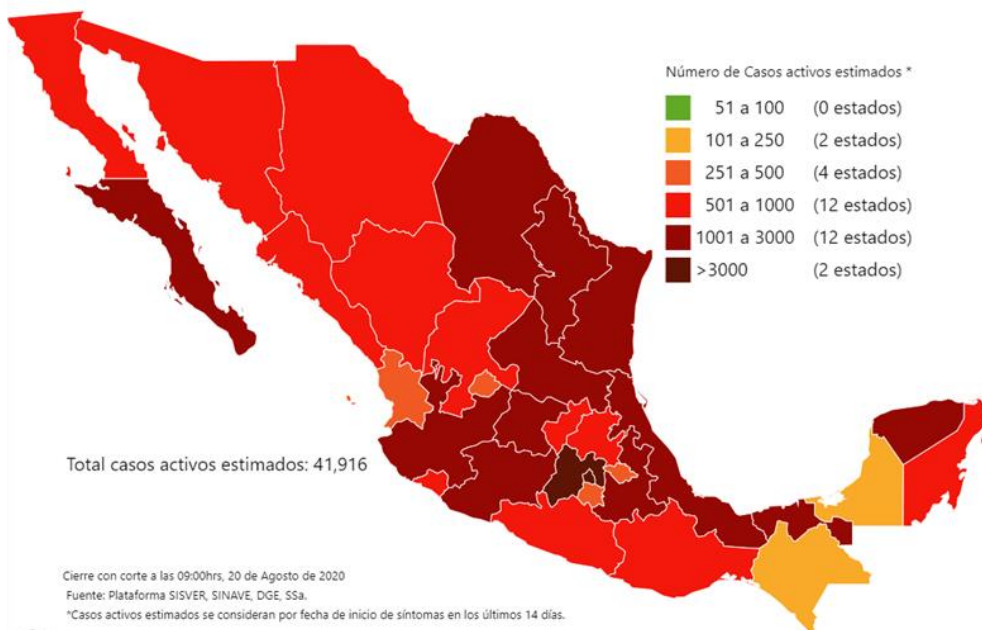 Número de Casos activos estimados *
51 a 100 (0 estados)
101 a 250 (2 estados)
251 a 500 (4 estados)
501 a 1000 (12 estados)
1001 a 3000 (12 estados)
>3000 (2 estados)
Total casos activos estimados: 41,916
Cierre con corte a las 09:00hrs, 20 de Agosto de 2020
Fuente: Plataforma SISVER, SINAVE, DGE, SSa.
*Casos activos estimados se consideran por fecha de inicio de síntomas en los últimos 14 días.